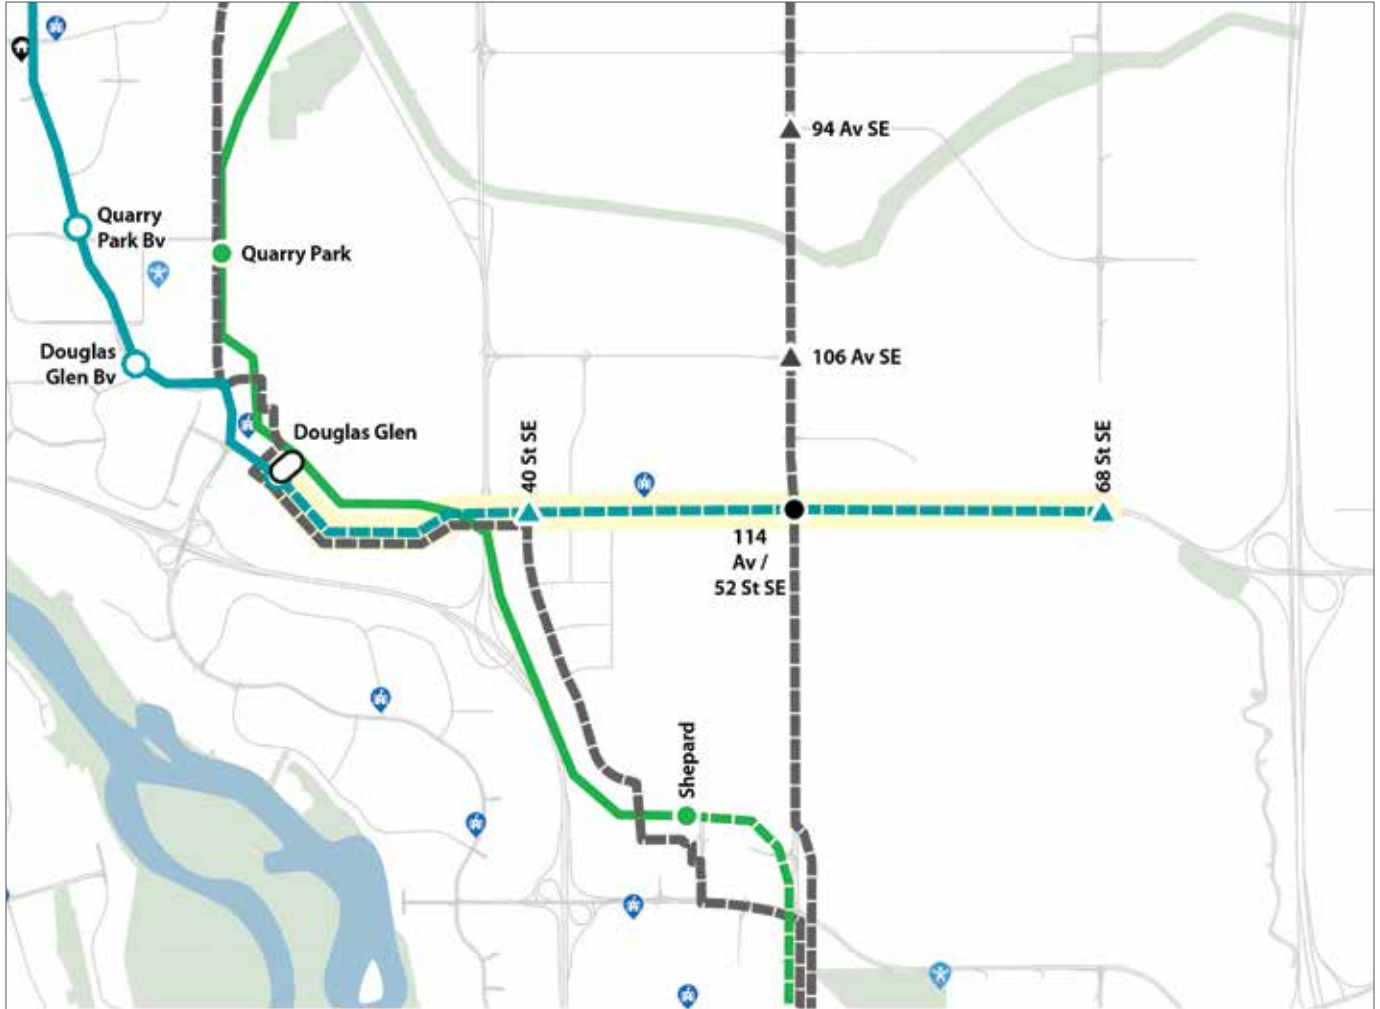 94 Av SE
Quarry
Park Bv
Quarry Park
Douglas
Glen Bv
106 Av SE
Douglas Glen
40 St SE
68 St SE
114
Av /
52 St SE
Shepard